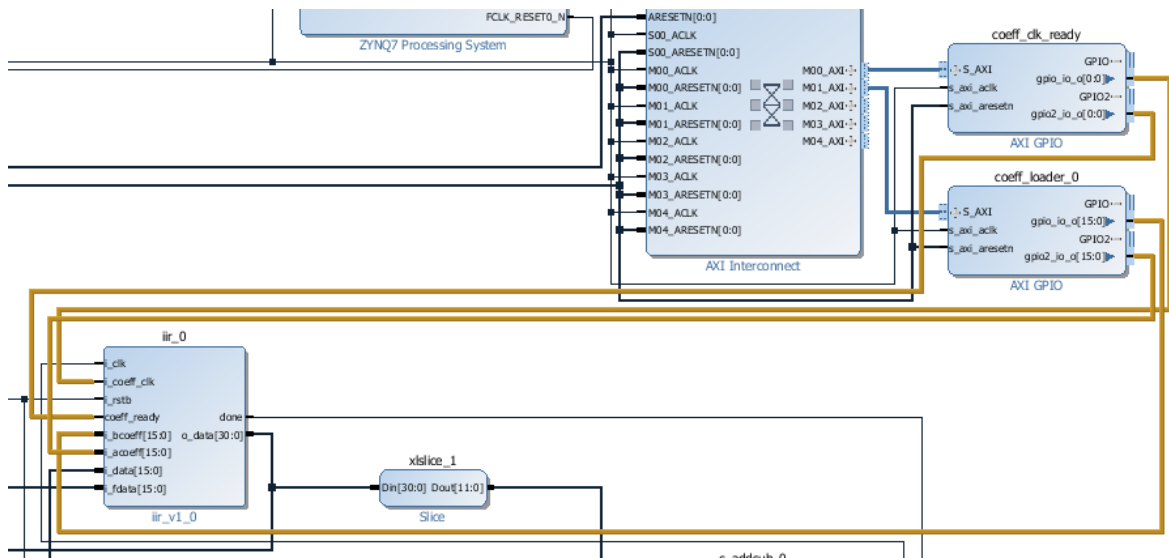 FCLK_RESET0_N
ZYNQ7 Processing System
ARESETN[0:0]
S00_ACLK
S00_ARESETN[0:0]
M00_ACLK
M00_ARESETN[0:0]
M01_ACLK
M01_ARESETN[0:0]
M02_ACLK
M02_ARESETN[0:0]
M03_ACLK
M03_ARESETN[0:0]
M04_ACLK
M04_ARESETN[0:0]
M00_AXI
M01_AXI
M02_AXI
M03_AXI
M04_AXI
AXI Interconnect
coeff_clk_ready
S_AXI
s_axi_aclk
s_axi_aresetn
GPIO
gpio_io_o[0:0]
GPIO2
gpio2_io_o[0:0]
AXI GPIO
coeff_loader_0
S_AXI
s_axi_aclk
s_axi_aresetn
GPIO
gpio_io_o[15:0]
GPIO2
gpio2_io_o[15:0]
AXI GPIO
iir_0
i_clk
i_coeff_clk
i_rstb
coeff_ready
i_bcoeff[15:0]
i_acoeff[15:0]
i_data[15:0]
i_fdata[15:0]
done
o_data[30:0]
iir_v1_0
xlslice_1
Din[30:0] Dout[11:0]
Slice